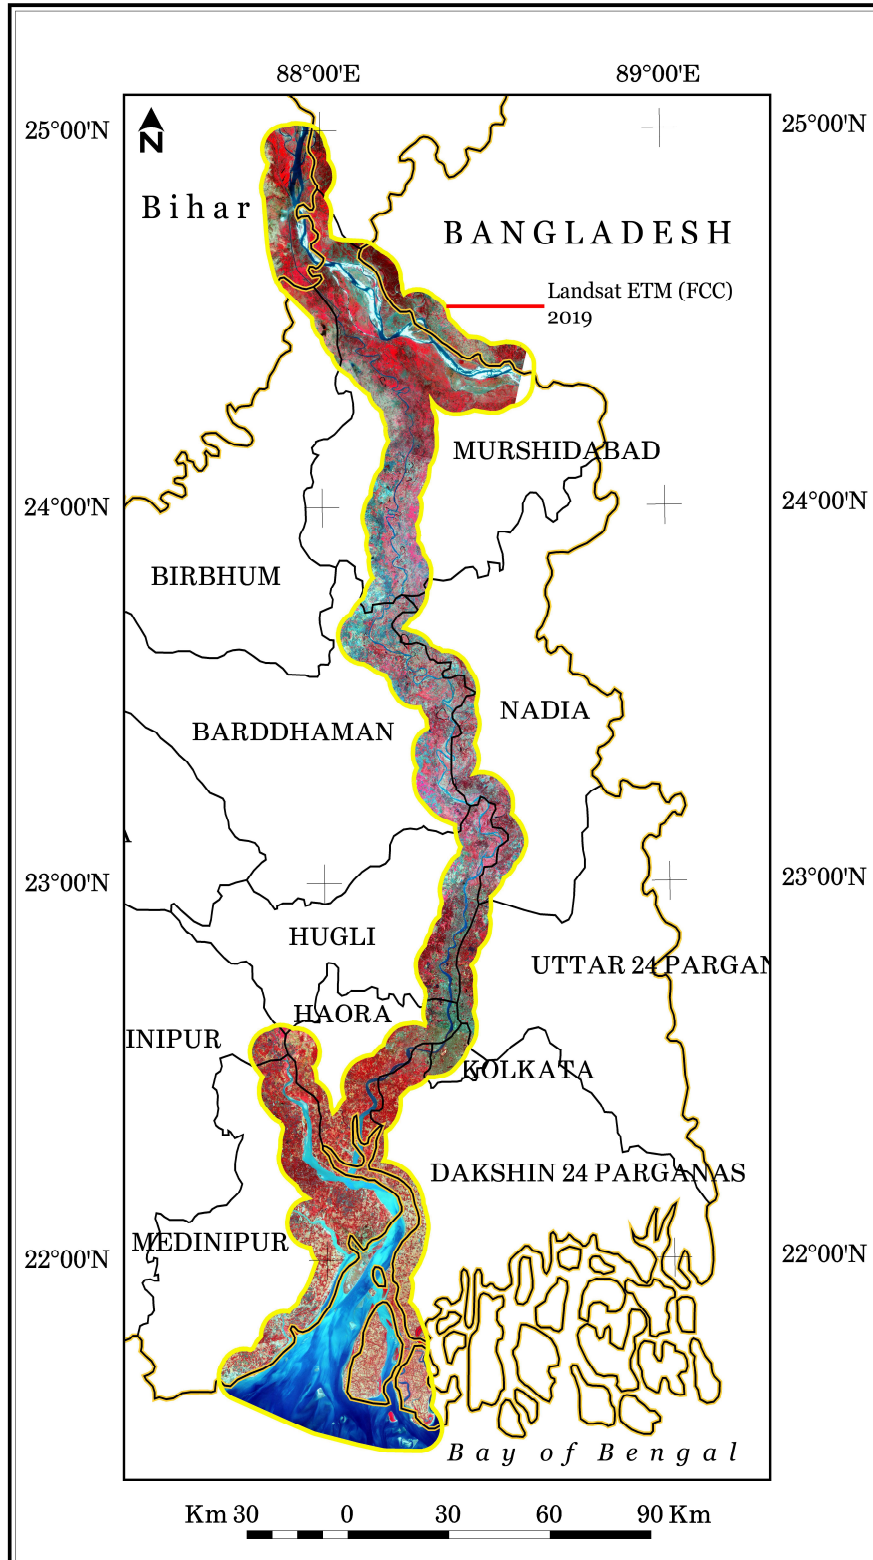 88°00'E 89°00'E
25°00'N 25°00'N
N
Bihar
BANGLADESH
Landsat ETM (FCC)
2019
MURSHIDABAD
24°00'N 24°00'N
BIRBHUM
NADIA
BARDDHAMAN
23°00'N 23°00'N
HUGLI
UTTAR 24 PARGAN
HAORA
INIPUR
KOLKATA
DAKSHIN 24 PARGANAS
MEDINIPUR
22°00'N 22°00'N
Bay of Bengal
Km 30 0 30 60 90 Km